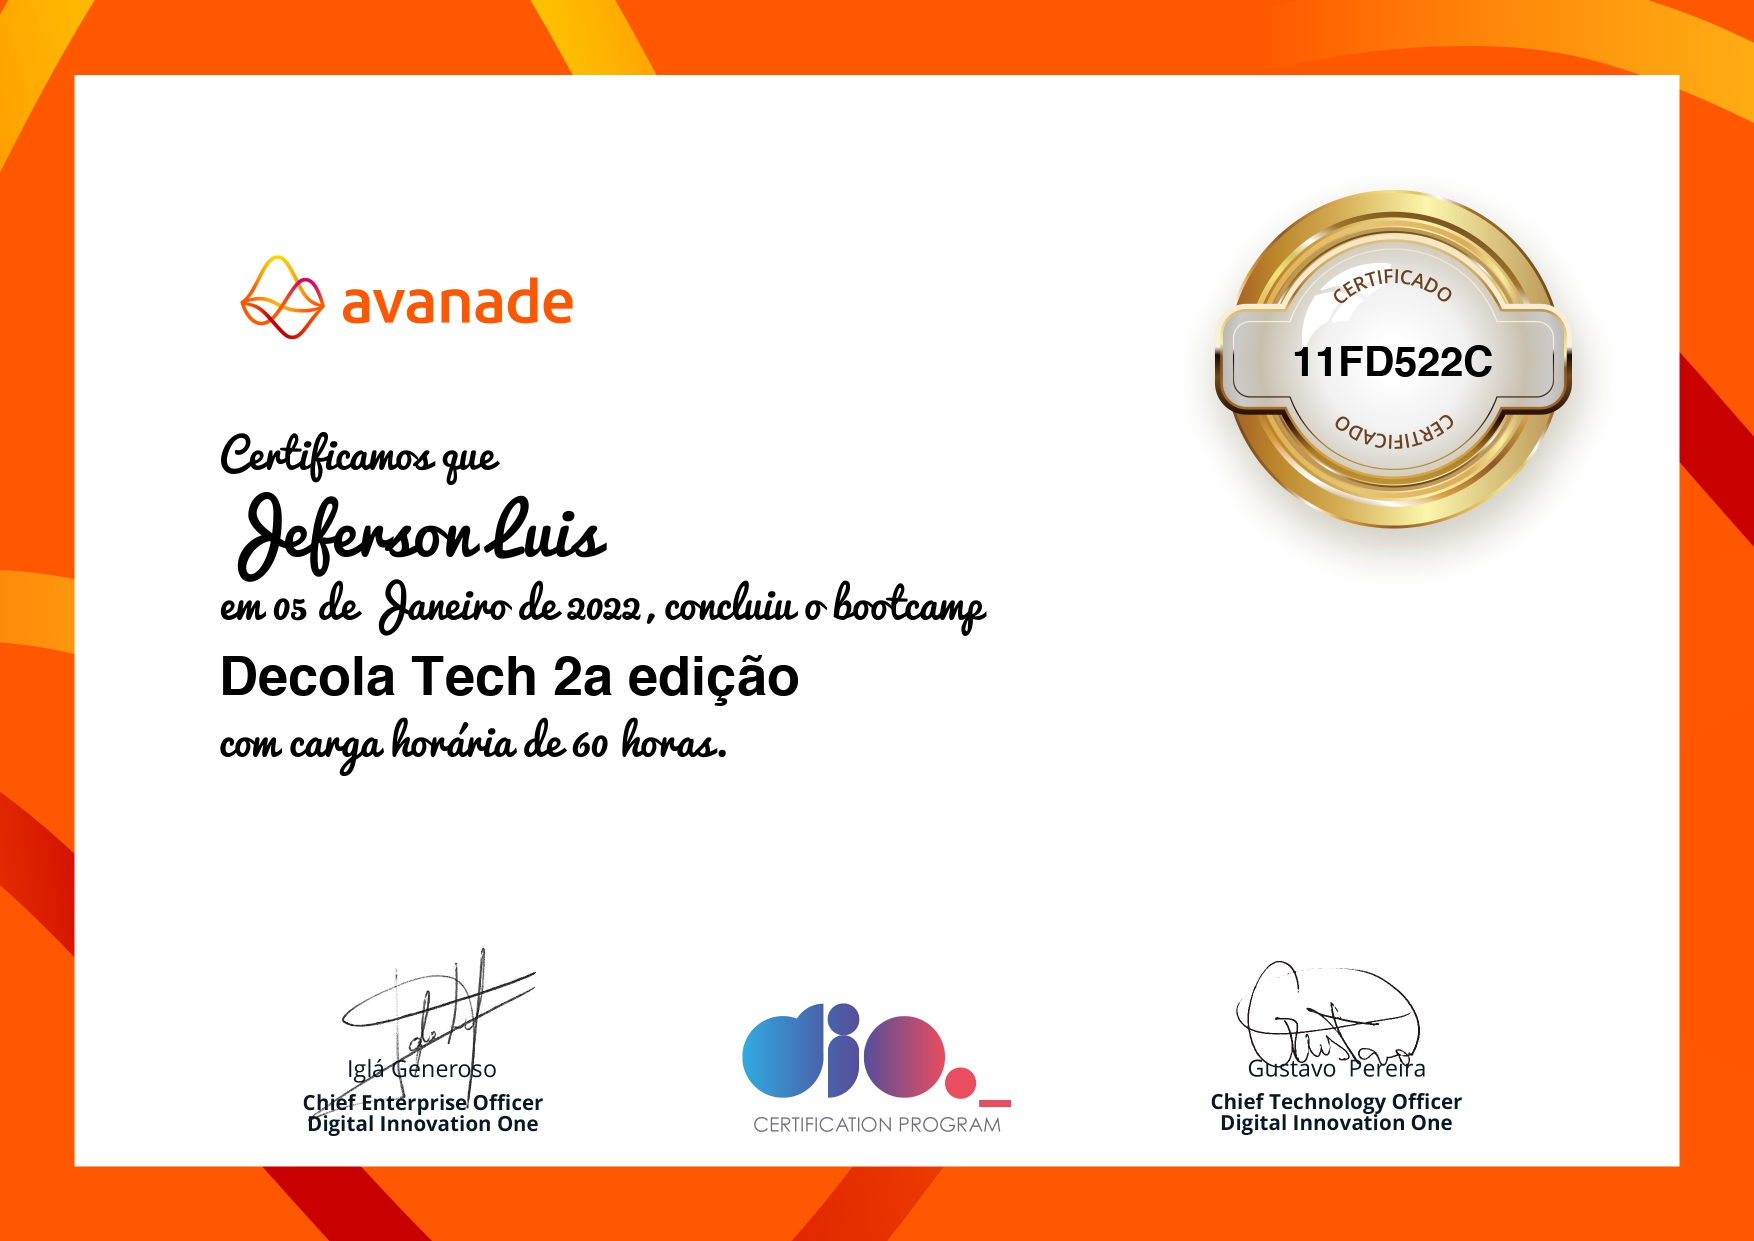 avanade
CERTIFICADO
11FD522C
CERTIFICADO
Certificamos que
Jeferson Luis
em 05 de Janeiro de 2022, concluiu o bootcamp
Decola Tech 2a edição
com carga horária de 60 horas.
Iglá Generoso
Chief Enterprise Officer
Digital Innovation One
dio._
CERTIFICATION PROGRAM
Gustavo
Gustavo Pereira
Chief Technology Officer
Digital Innovation One